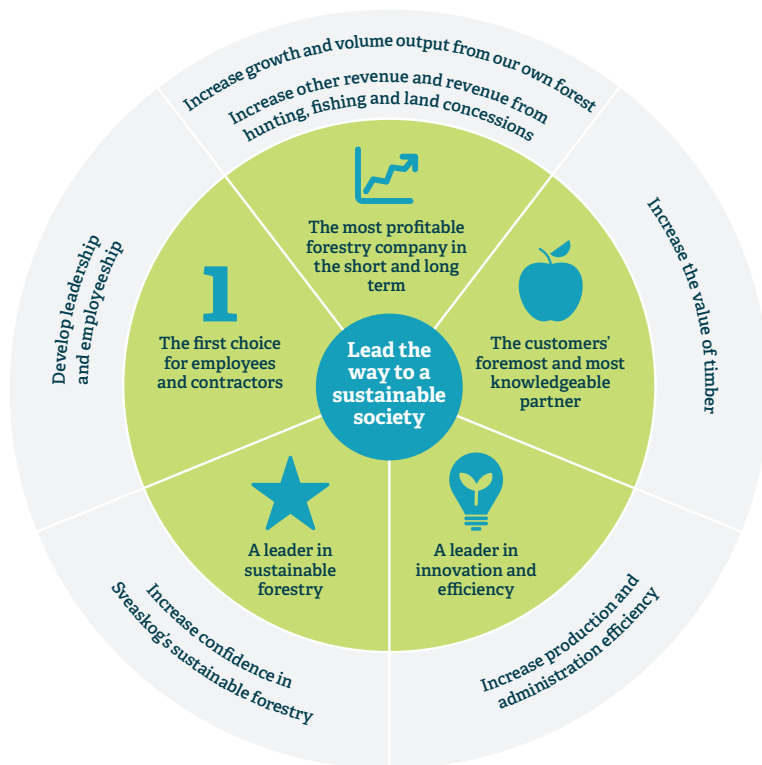 Increase growth and volume output from our own forest
Increase other revenue and revenue from
hunting, fishing and land concessions
The most profitable
forestry company in
the short and long
term
Increase the value of timber
The customers'
foremost and most
knowledgeable
partner
Increase production and
administration efficiency
A leader in
innovation and
efficiency
Increase confidence in
Sveaskog's sustainable forestry
A leader in
sustainable
forestry
Develop leadership
and employeeship
1
The first choice
for employees
and contractors
Lead the
way to a
sustainable
society